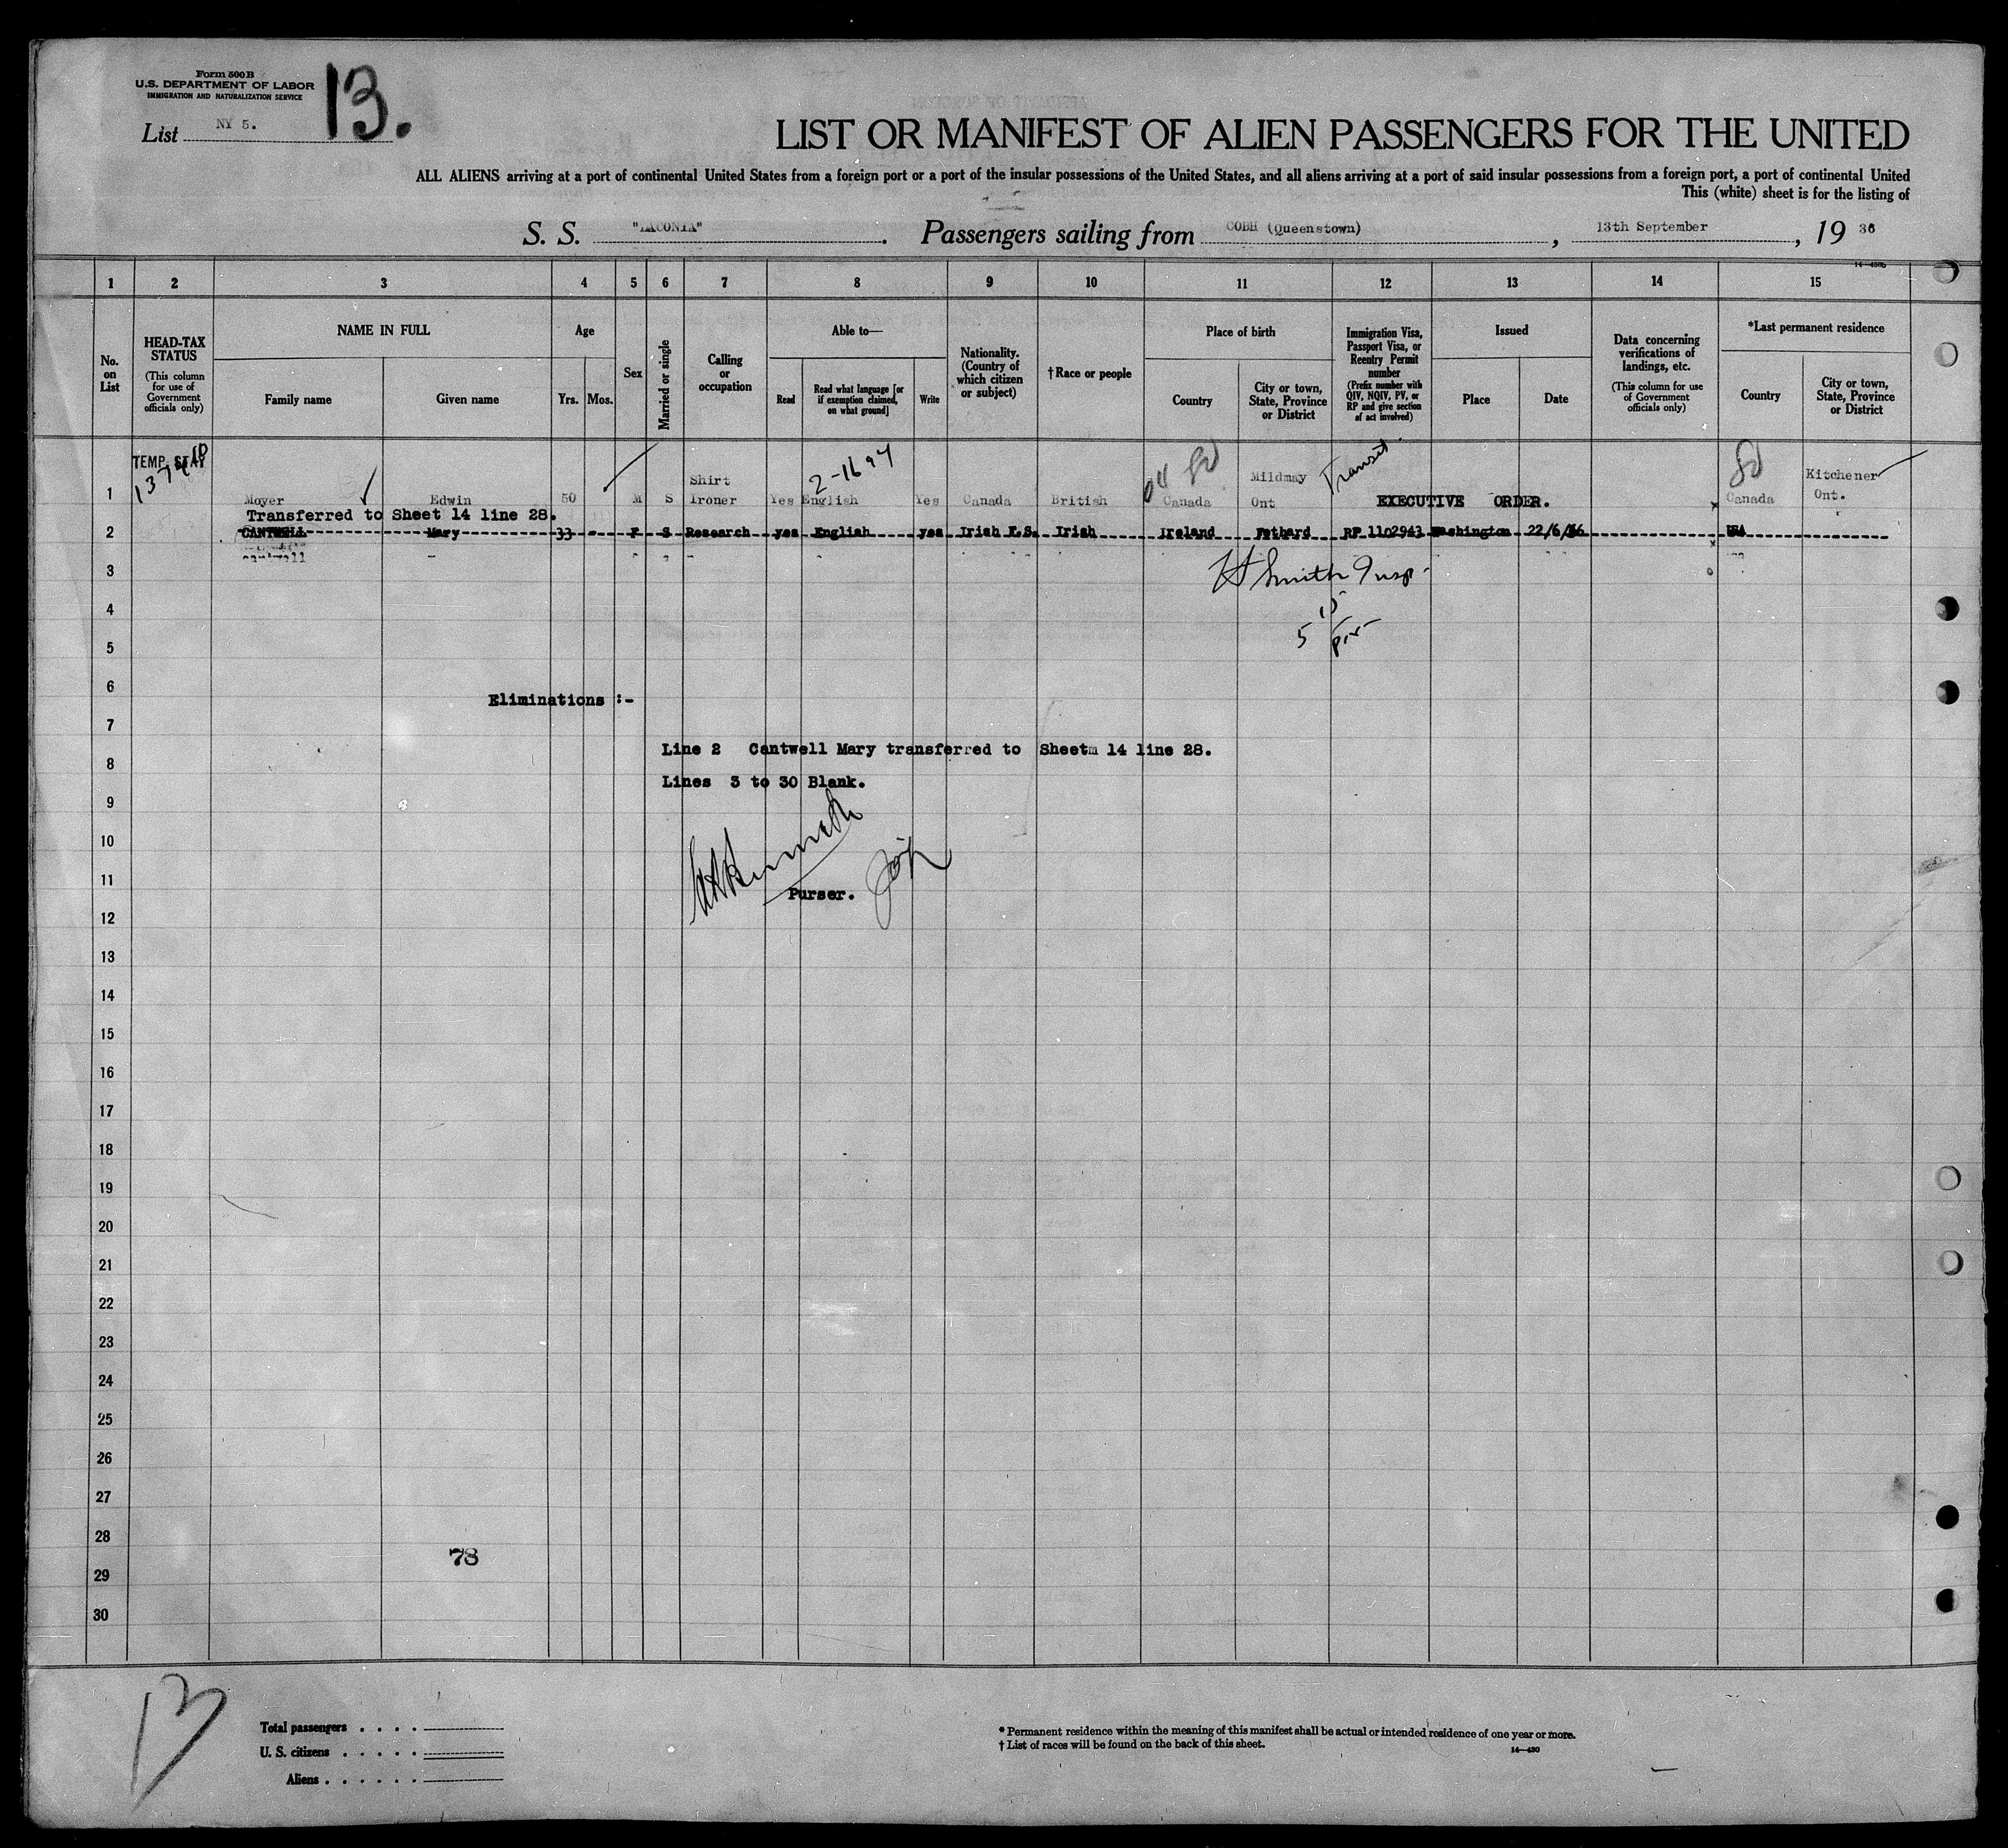 Form 500 B
U.S. DEPARTMENT OF LABOR
IMMIGRATION AND NATURALIZATION SERVICE
13.
List NY 5.
LIST OR MANIFEST OF ALIEN PASSENGERS FOR THE UNITED
ALL ALIENS arriving at a port of continental United States from a foreign port or a port of the insular possessions of the United States, and all aliens arriving at a port of said insular possessions from a foreign port, a port of continental United
This (white) sheet is for the listing of
S. S. "LACONIA". Passengers sailing from COBH (Queenstown), 13th September, 19 36
1 2 3 4 5 6 7 8 9 10 11 12 13 14 15
No. on List
HEAD-TAX STATUS
(This column for use of Government officials only)
NAME IN FULL
Family name
Given name
Age
Yrs. Mos.
Sex
Married or single
Calling or occupation
Able to—
Read
Read what language [or if exemption claimed, on what ground]
Write
Nationality. (Country of which citizen or subject)
†Race or people
Place of birth
Country
City or town, State, Province or District
Immigration Visa, Passport Visa, or Reentry Permit number
(Prefix number with QIV, NQIV, PV, or RP and give section of act involved)
Issued
Place
Date
Data concerning verifications of landings, etc.
(This column for use of Government officials only)
*Last permanent residence
Country
City or town, State, Province or District
TEMP. STAY
2-1694
Transit
1 Moyer Edwin 50 M S Shirt Ironer Yes English Yes Canada British Canada Mildmay Ont EXECUTIVE ORDER. Canada Kitchener Ont.
Transferred to Sheet 14 line 28.
2 CANTWELL Mary 33 - F S Research yes English yes Irish F.S. Irish Ireland Fethard RP 1102943 Washington 22/6/36 USA
3 H Smith Insp.
4
5
6
Eliminations :-
7
Line 2 Cantwell Mary transferred to Sheetm 14 line 28.
8
Lines 3 to 30 Blank.
9
10
11
Purser.
12
13
14
15
16
17
18
19
20
21
22
23
24
25
26
27
28
78
29
30
13
Total passengers . . . .
U. S. citizens . . . . .
Aliens . . . . . .
* Permanent residence within the meaning of this manifest shall be actual or intended residence of one year or more.
† List of races will be found on the back of this sheet.
14—430